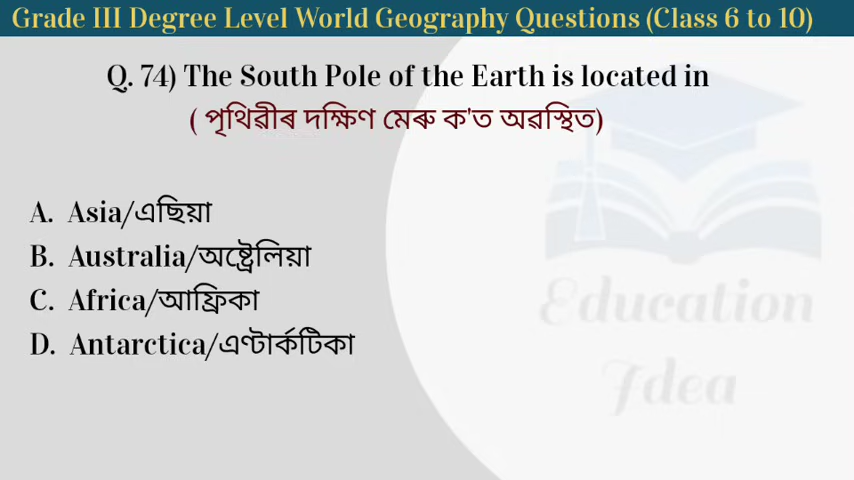 Grade III Degree Level World Geography Questions (Class 6 to 10)
Q. 74) The South Pole of the Earth is located in
( পৃথিৱীৰ দক্ষিণ মেৰু ক'ত অৱস্থিত)
A. Asia/এছিয়া
B. Australia/অষ্ট্ৰেলিয়া
C. Africa/আফ্ৰিকা
D. Antarctica/এণ্টাৰ্কটিকা
Education
Idea